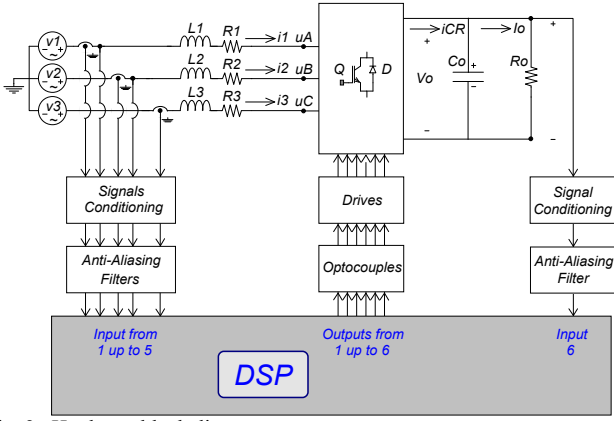 v1
L1
R1
i1 uA
v2
L2
R2
i2 uB
v3
L3
R3
i3 uC
Q
D
iCR
Io
+
Vo
−
Co
+
−
Ro
+
−
Signals
Conditioning
Drives
Signal
Conditioning
Anti-Aliasing
Filters
Optocouples
Anti-Aliasing
Filter
Input from
1 up to 5
Outputs from
1 up to 6
Input
6
DSP